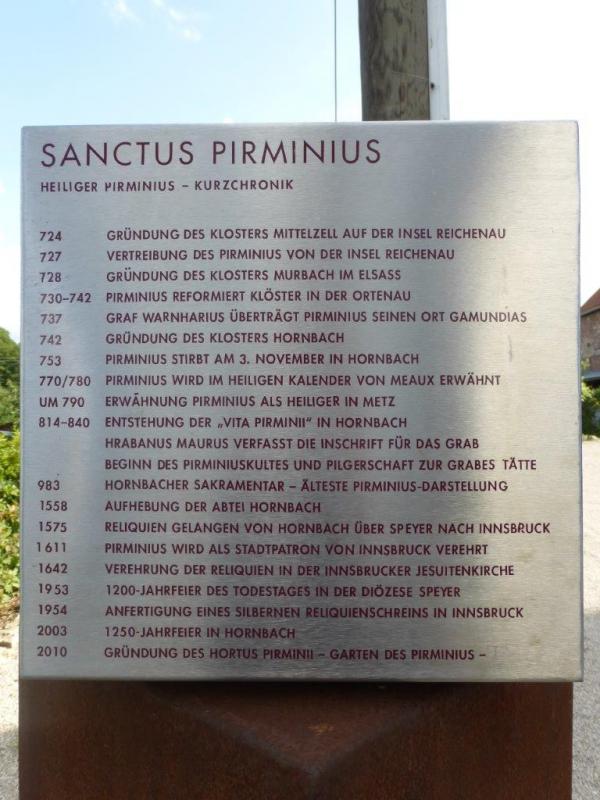 SANCTUS PIRMINIUS
HEILIGER PIRMINIUS – KURZCHRONIK
724 GRÜNDUNG DES KLOSTERS MITTELZELL AUF DER INSEL REICHENAU
727 VERTREIBUNG DES PIRMINIUS VON DER INSEL REICHENAU
728 GRÜNDUNG DES KLOSTERS MURBACH IM ELSASS
730–742 PIRMINIUS REFORMIERT KLÖSTER IN DER ORTENAU
737 GRAF WARNHARIUS ÜBERTRÄGT PIRMINIUS SEINEN ORT GAMUNDIAS
742 GRÜNDUNG DES KLOSTERS HORNBACH
753 PIRMINIUS STIRBT AM 3. NOVEMBER IN HORNBACH
770/780 PIRMINIUS WIRD IM HEILIGEN KALENDER VON MEAUX ERWÄHNT
UM 790 ERWÄHNUNG PIRMINIUS ALS HEILIGER IN METZ
814–840 ENTSTEHUNG DER „VITA PIRMINII" IN HORNBACH
HRABANUS MAURUS VERFASST DIE INSCHRIFT FÜR DAS GRAB
BEGINN DES PIRMINIUSKULTES UND PILGERSCHAFT ZUR GRABES TÄTTE
983 HORNBACHER SAKRAMENTAR – ÄLTESTE PIRMINIUS-DARSTELLUNG
1558 AUFHEBUNG DER ABTEI HORNBACH
1575 RELIQUIEN GELANGEN VON HORNBACH ÜBER SPEYER NACH INNSBRUCK
1611 PIRMINIUS WIRD ALS STADTPATRON VON INNSBRUCK VEREHRT
1642 VEREHRUNG DER RELIQUIEN IN DER INNSBRUCKER JESUITENKIRCHE
1953 1200-JAHRFEIER DES TODESTAGES IN DER DIÖZESE SPEYER
1954 ANFERTIGUNG EINES SILBERNEN RELIQUIENSCHREINS IN INNSBRUCK
2003 1250-JAHRFEIER IN HORNBACH
2010 GRÜNDUNG DES HORTUS PIRMINII – GARTEN DES PIRMINIUS –